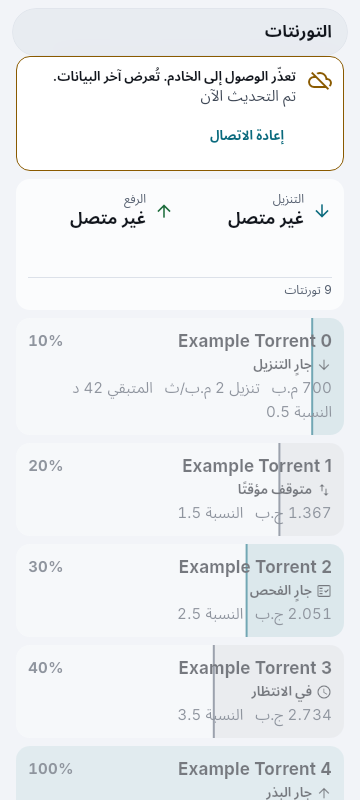 التورنتات
تعذّر الوصول إلى الخادم. تُعرض آخر البيانات.
تم التحديث الآن
إعادة الاتصال
التنزيل
غير متصل
الرفع
غير متصل
9 تورنتات
Example Torrent 0
10%
جارٍ التنزيل
700 م.ب تنزيل 2 م.ب/ث المتبقي 42 د
النسبة 0.5
Example Torrent 1
20%
متوقف مؤقتًا
1.367 ج.ب النسبة 1.5
Example Torrent 2
30%
جارٍ الفحص
2.051 ج.ب النسبة 2.5
Example Torrent 3
40%
في الانتظار
2.734 ج.ب النسبة 3.5
Example Torrent 4
100%
جارٍ البذر